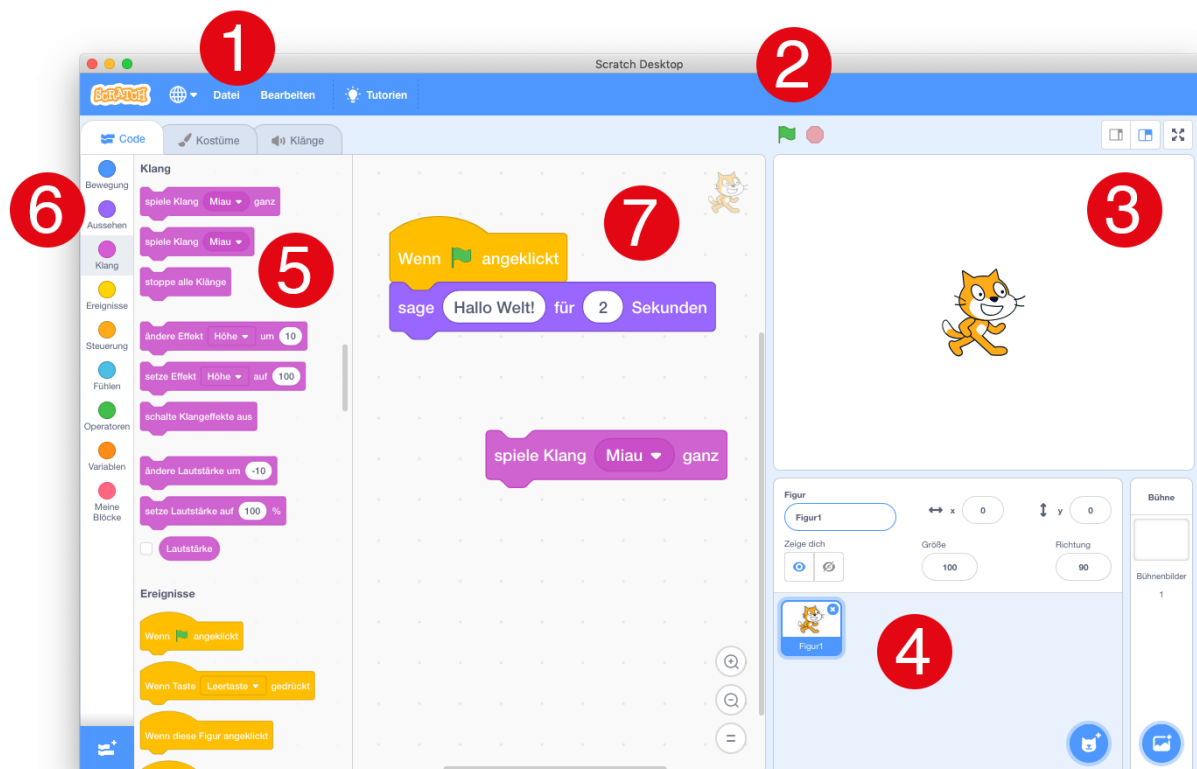 1
2
Scratch Desktop
SCRATCH
Datei
Bearbeiten
Tutorien
Code
Kostüme
Klänge
6
Bewegung
Aussehen
Klang
Ereignisse
Steuerung
Fühlen
Operatoren
Variablen
Meine
Blöcke
Klang
spiele Klang Miau ganz
spiele Klang Miau
stoppe alle Klänge
5
ändere Effekt Höhe um 10
setze Effekt Höhe auf 100
schalte Klangeffekte aus
ändere Lautstärke um -10
setze Lautstärke auf 100 %
Lautstärke
Ereignisse
Wenn angeklickt
Wenn Taste Leertaste gedrückt
Wenn diese Figur angeklickt
7
Wenn angeklickt
sage Hallo Welt! für 2 Sekunden
spiele Klang Miau ganz
=
3
Figur
Figur1
x 0
y 0
Zeige dich
Größe
100
Richtung
90
Figur1
4
Bühne
Bühnenbilder
1